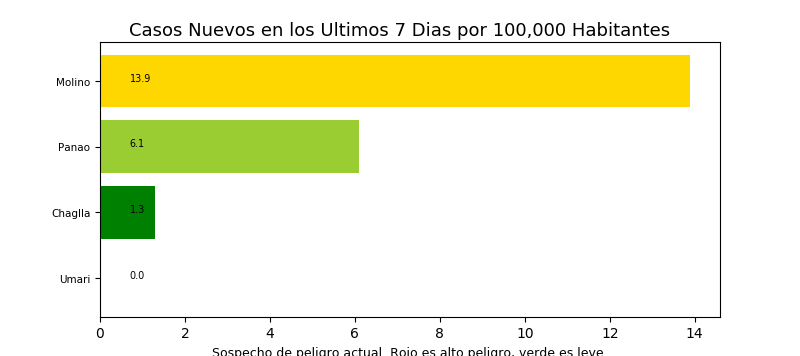 Casos Nuevos en los Ultimos 7 Dias por 100,000 Habitantes
Molino 13.9
Panao 6.1
Chaglla 1.3
Umari 0.0
0 2 4 6 8 10 12 14
Sospecho de peligro actual. Rojo es alto peligro, verde es leve